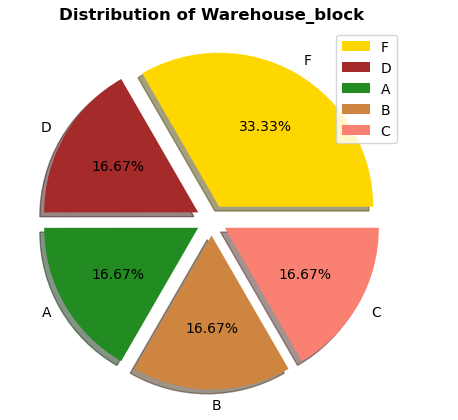 Distribution of Warehouse_block
F
F
D
A
B
C
D
33.33%
16.67%
16.67%
16.67%
16.67%
A
C
B